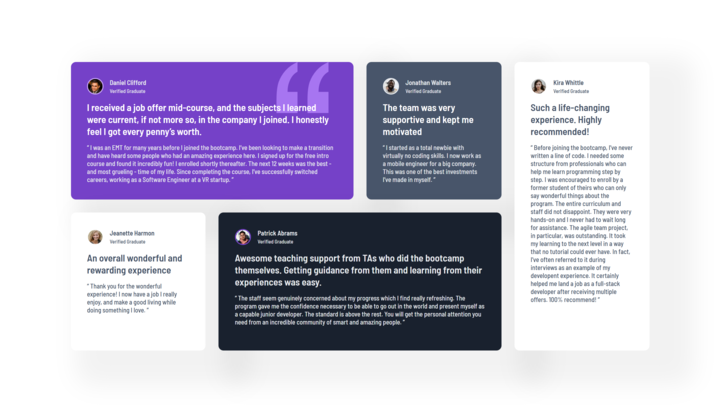 Daniel Clifford
Verified Graduate
I received a job offer mid-course, and the subjects I learned
were current, if not more so, in the company I joined. I honestly
feel I got every penny's worth.
" I was an EMT for many years before I joined the bootcamp. I've been looking to make a transition
and have heard some people who had an amazing experience here. I signed up for the free intro
course and found it incredibly fun! I enrolled shortly thereafter. The next 12 weeks was the best -
and most grueling - time of my life. Since completing the course, I've successfully switched
careers, working as a Software Engineer at a VR startup. "
Jonathan Walters
Verified Graduate
The team was very
supportive and kept me
motivated
" I started as a total newbie with
virtually no coding skills. I now work as
a mobile engineer for a big company.
This was one of the best investments
I've made in myself. "
Kira Whittle
Verified Graduate
Such a life-changing
experience. Highly
recommended!
" Before joining the bootcamp, I've never
written a line of code. I needed some
structure from professionals who can
help me learn programming step by
step. I was encouraged to enroll by a
former student of theirs who can only
say wonderful things about the
program. The entire curriculum and
staff did not disappoint. They were very
hands-on and I never had to wait long
for assistance. The agile team project,
in particular, was outstanding. It took
my learning to the next level in a way
that no tutorial could ever have. In fact,
I've often referred to it during
interviews as an example of my
developent experience. It certainly
helped me land a job as a full-stack
developer after receiving multiple
offers. 100% recommend! "
Jeanette Harmon
Verified Graduate
An overall wonderful and
rewarding experience
" Thank you for the wonderful
experience! I now have a job I really
enjoy, and make a good living while
doing something I love. "
Patrick Abrams
Verified Graduate
Awesome teaching support from TAs who did the bootcamp
themselves. Getting guidance from them and learning from their
experiences was easy.
" The staff seem genuinely concerned about my progress which I find really refreshing. The
program gave me the confidence necessary to be able to go out in the world and present myself as
a capable junior developer. The standard is above the rest. You will get the personal attention you
need from an incredible community of smart and amazing people. "